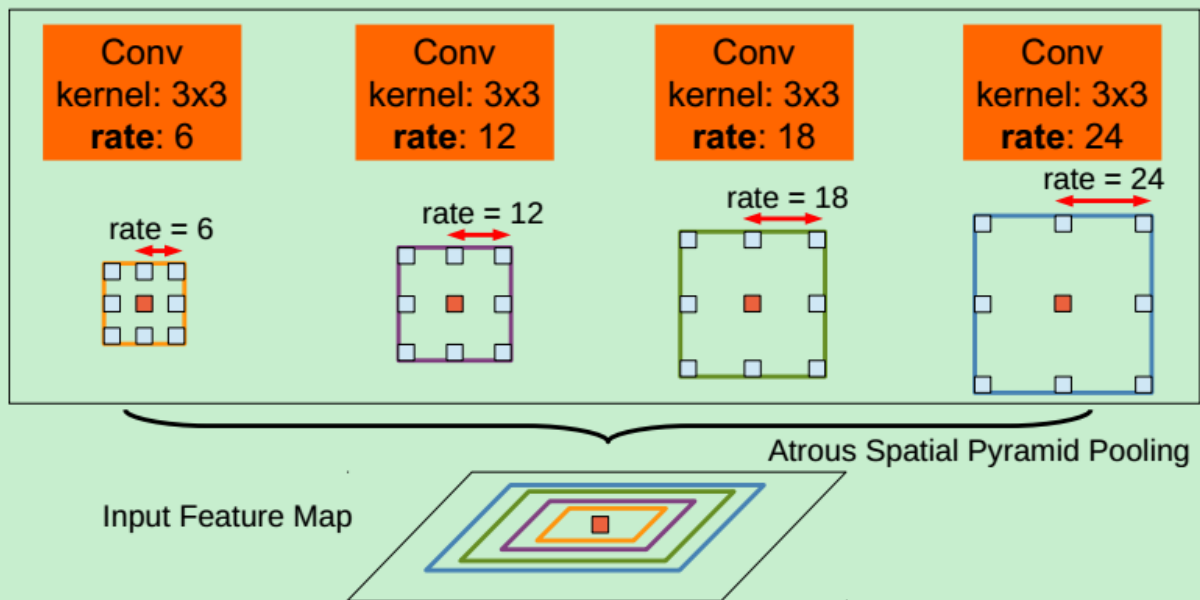 Conv
kernel: 3x3
rate: 6
Conv
kernel: 3x3
rate: 12
Conv
kernel: 3x3
rate: 18
Conv
kernel: 3x3
rate: 24
rate = 6
rate = 12
rate = 18
rate = 24
Atrous Spatial Pyramid Pooling
Input Feature Map